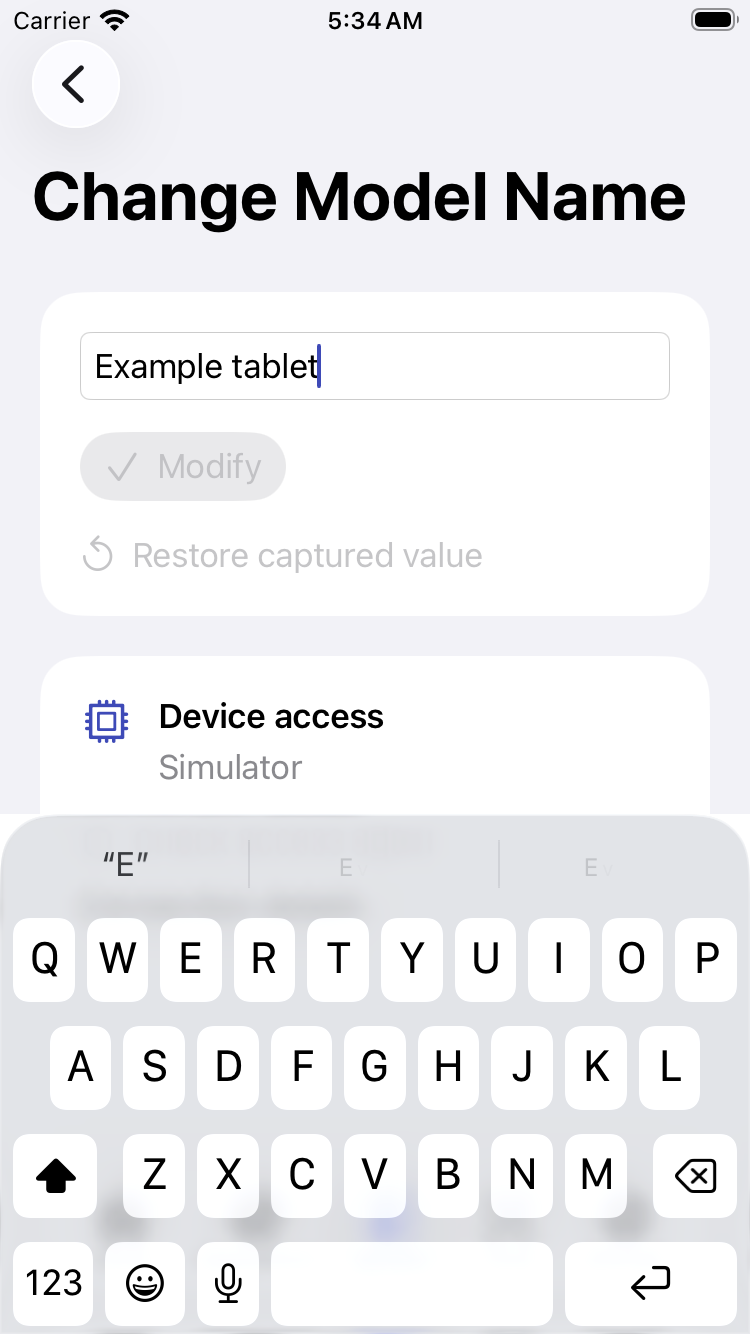 Carrier 5:34 AM
Change Model Name
Example tablet
Modify
Restore captured value
Device access
Simulator
“E” E E
Q W E R T Y U I O P
A S D F G H J K L
Z X C V B N M
123